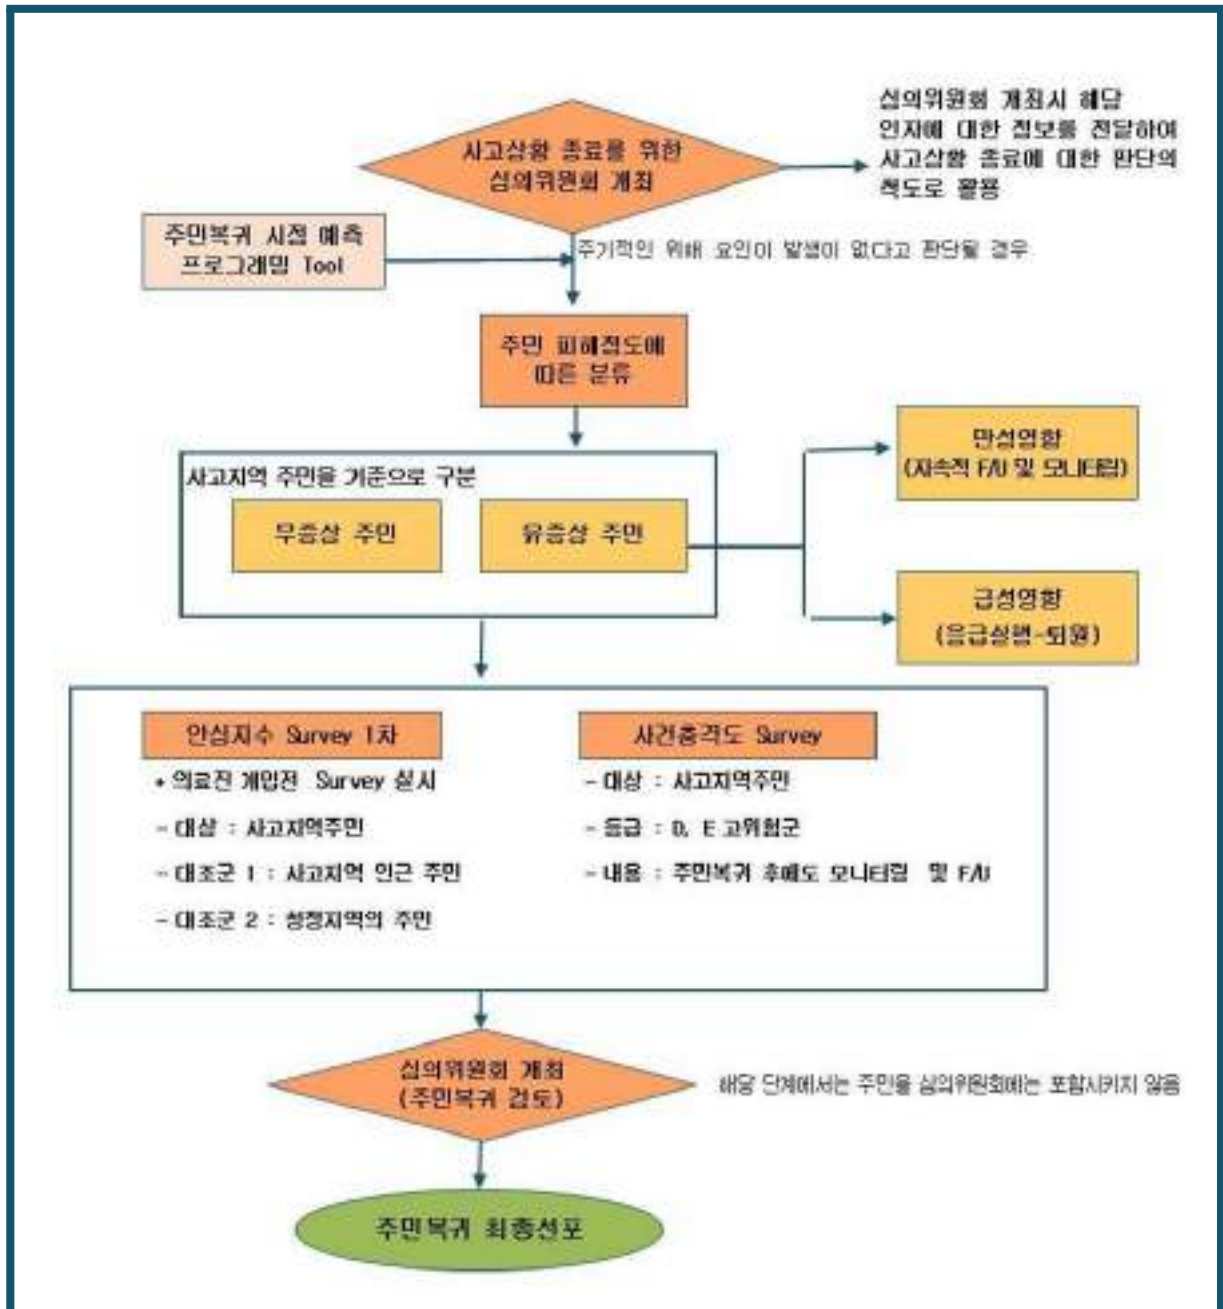 사고상황 종료를 위한
심의위원회 개최
심의위원회 개최시 해당
인자에 대한 정보를 전달하여
사고상황 종료에 대한 판단의
척도로 활용
주민복귀 시점 예측
프로그래밍 Tool
주기적인 위해 요인이 발생이 없다고 판단될 경우
주민 피해정도에
따른 분류
사고지역 주민을 기준으로 구분
무증상 주민
유증상 주민
만성영향
(지속적 F/U 및 모니터링)
급성영향
(응급실행-퇴원)
안심지수 Survey 1차
* 의료진 개입전 Survey 실시
- 대상 : 사고지역주민
- 대조군 1 : 사고지역 인근 주민
- 대조군 2 : 청정지역의 주민
사건충격도 Survey
- 대상 : 사고지역주민
- 등급 : D, E 고위험군
- 내용 : 주민복귀 후에도 모니터링 및 F/U
심의위원회 개최
(주민복귀 검토)
해당 단계에서는 주민을 심의위원회에는 포함시키지 않음
주민복귀 최종선포